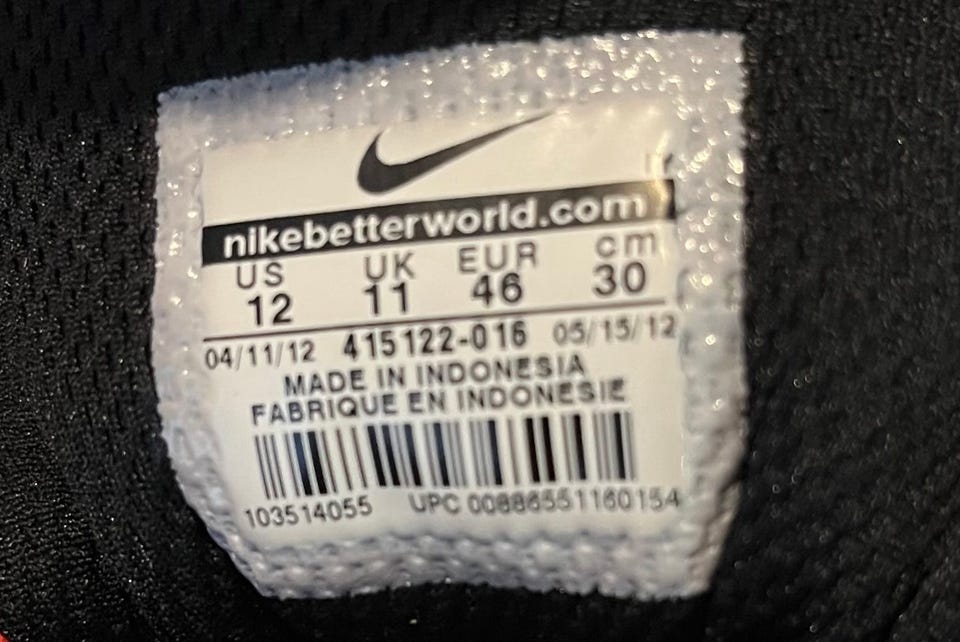 nikebetterworld.com
US UK EUR cm
12 11 46 30
04/11/12 415122-016 05/15/12
MADE IN INDONESIA
FABRIQUE EN INDONESIE
103514055 UPC 00886551160154